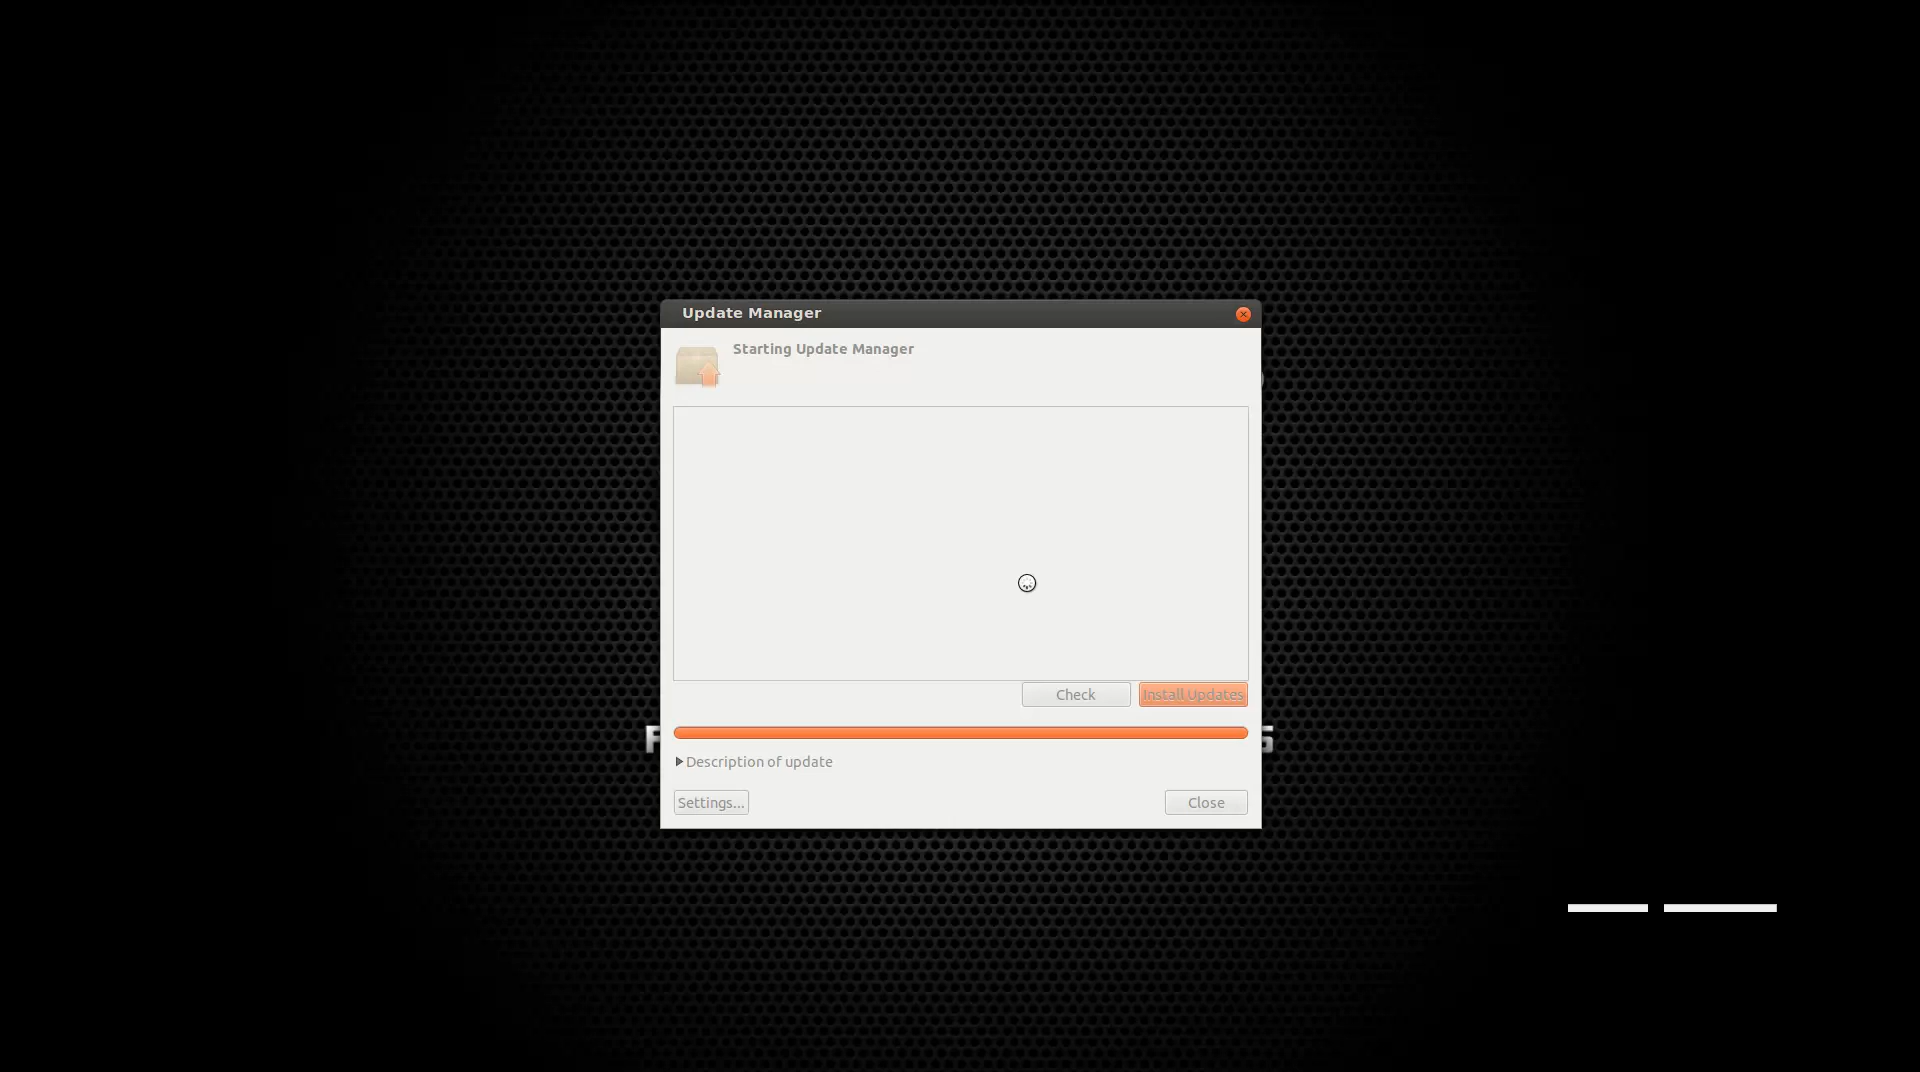 Update Manager
Starting Update Manager
Check
Install Updates
Description of update
Settings...
Close